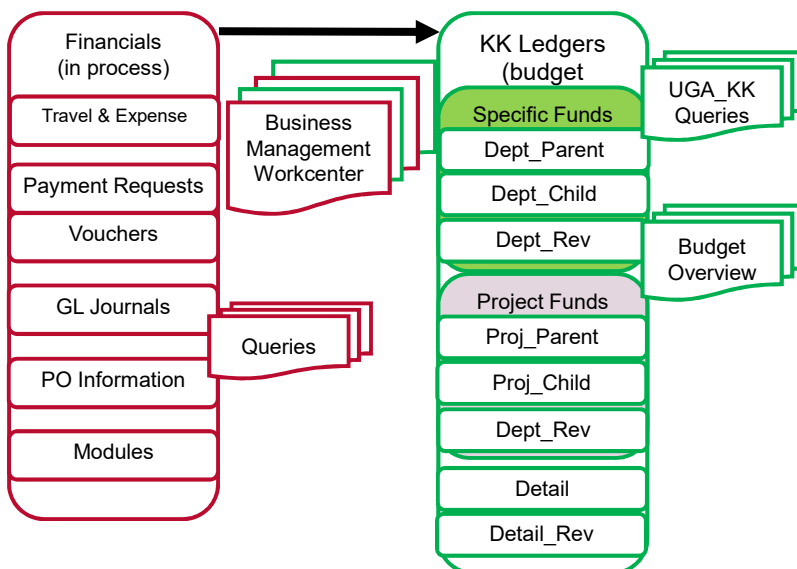 Financials
(in process)
Travel & Expense
Payment Requests
Vouchers
GL Journals
PO Information
Modules
Business
Management
Workcenter
Queries
KK Ledgers
(budget
Specific Funds
Dept_Parent
Dept_Child
Dept_Rev
Project Funds
Proj_Parent
Proj_Child
Dept_Rev
Detail
Detail_Rev
UGA_KK
Queries
Budget
Overview